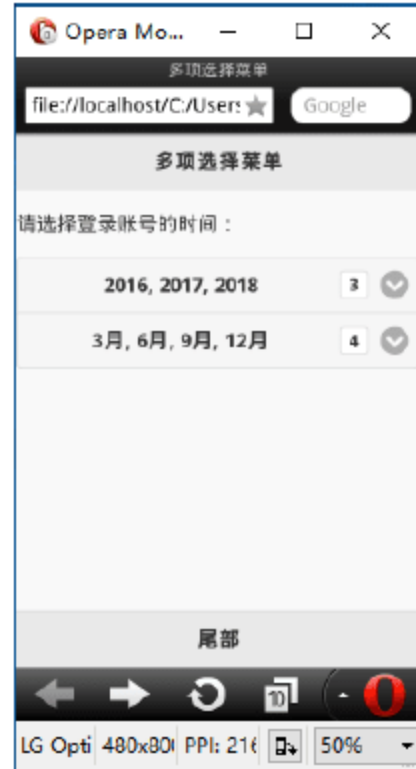 Opera Mo...
多项选择菜单
file://localhost/C:/Users
Google
多项选择菜单
请选择登录账号的时间：
2016, 2017, 2018 3
3月, 6月, 9月, 12月 4
尾部
10
LG Opti 480x80 PPI: 216 50%